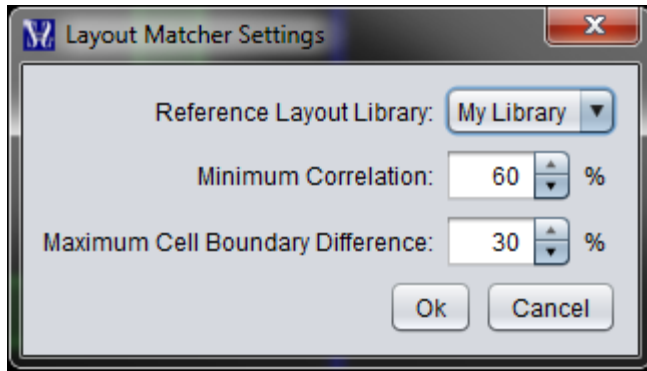 Layout Matcher Settings
Reference Layout Library: My Library
Minimum Correlation: 60 %
Maximum Cell Boundary Difference: 30 %
Ok Cancel